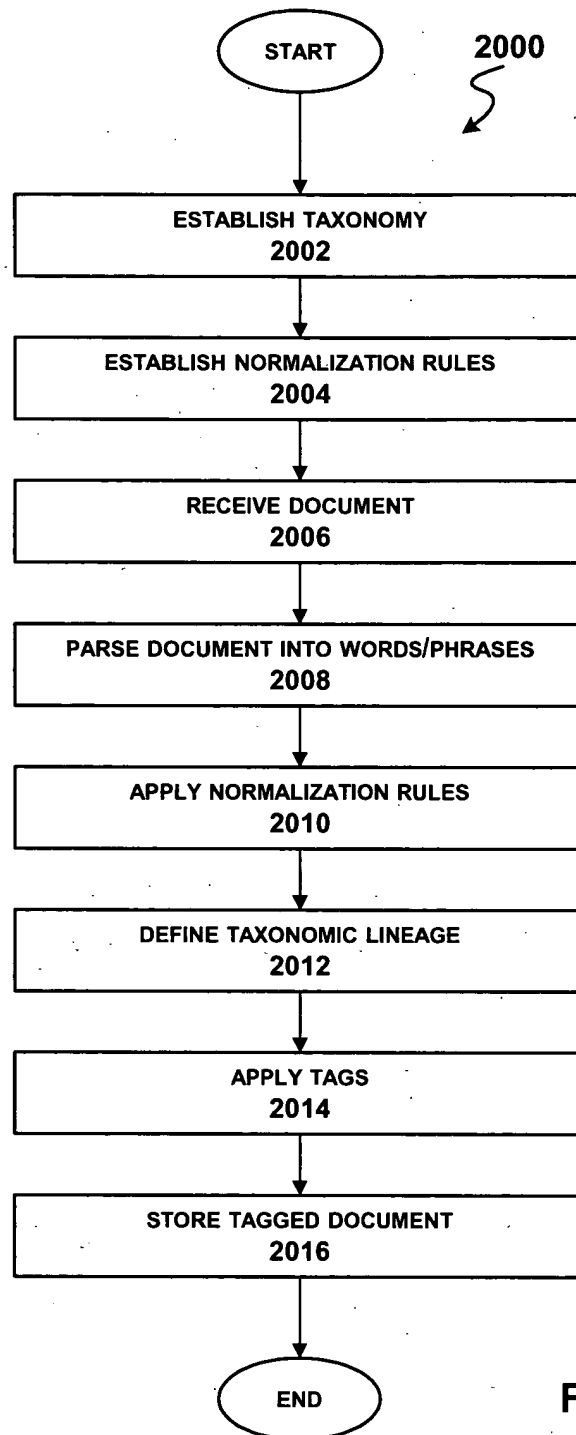 START
2000
ESTABLISH TAXONOMY
2002
ESTABLISH NORMALIZATION RULES
2004
RECEIVE DOCUMENT
2006
PARSE DOCUMENT INTO WORDS/PHRASES
2008
APPLY NORMALIZATION RULES
2010
DEFINE TAXONOMIC LINEAGE
2012
APPLY TAGS
2014
STORE TAGGED DOCUMENT
2016
END
F